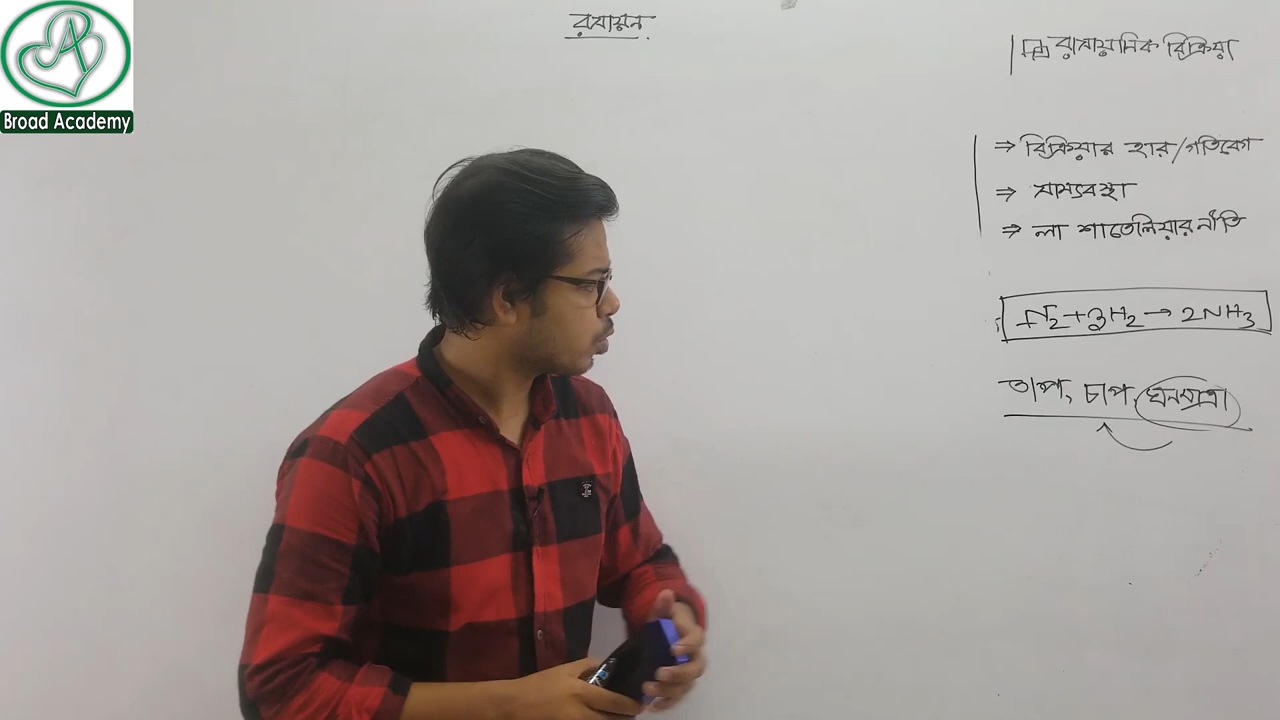 Broad Academy
রসায়ন
রাসায়নিক বিক্রিয়া
⇒ বিক্রিয়ার হার/গতিবেগ
⇒ সাম্যবস্থা
⇒ লা শাতেলিয়ার নীতি
N2+3H2→2NH3
তাপ, চাপ, ঘনমাত্রা